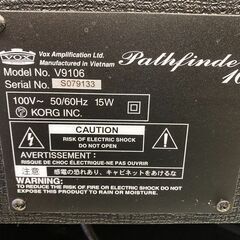 VOX
Vox Amplification Ltd.
Manufactured in Vietnam
Pathfinder 10
Model No. V9106
Serial No. S079133
100V~ 50/60Hz 15W
KORG INC.
CAUTION
RISK OF ELECTRIC SHOCK
DO NOT OPEN
AVERTISSEMENT:
RISQUE DE CHOC ELECTRIQUE-NE PAS OUVRIR
注意 感電の恐れあり、キャビネットをあけるな
WARNING:
TO REDUCE THE RISK OF FIRE OR ELECTRIC SHOCK
DO NOT EXPOSE THIS PRODUCT TO RAIN OR MOISTURE.